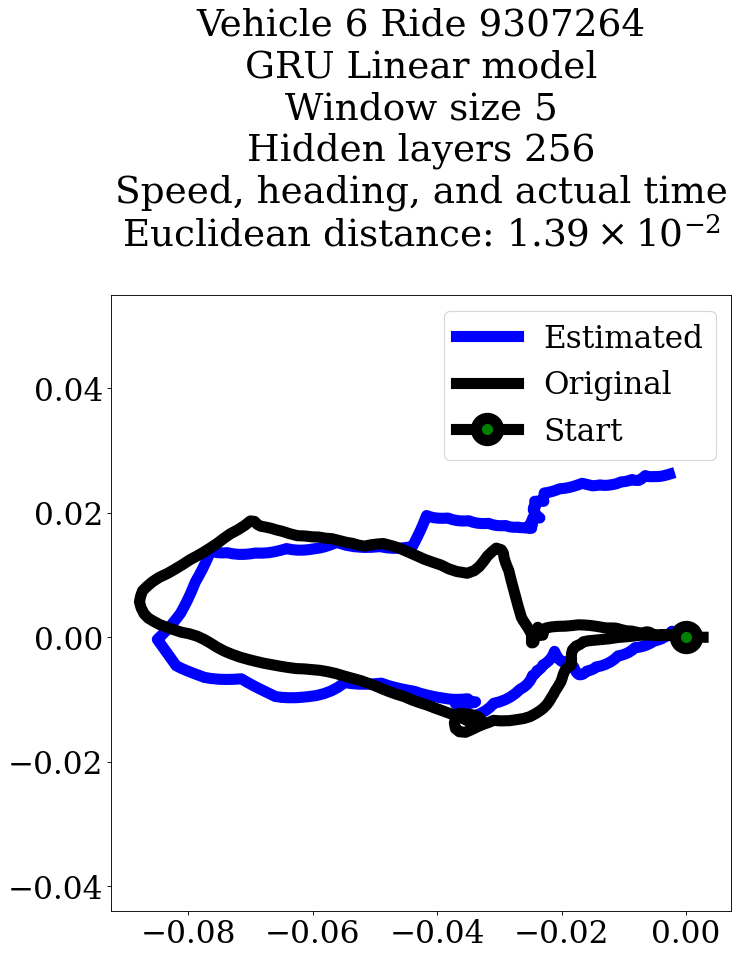 Vehicle 6 Ride 9307264
GRU Linear model
Window size 5
Hidden layers 256
Speed, heading, and actual time
Euclidean distance: 1.39 × 10⁻²
Estimated
Original
Start
0.04
0.02
0.00
−0.02
−0.04
−0.08 −0.06 −0.04 −0.02 0.00